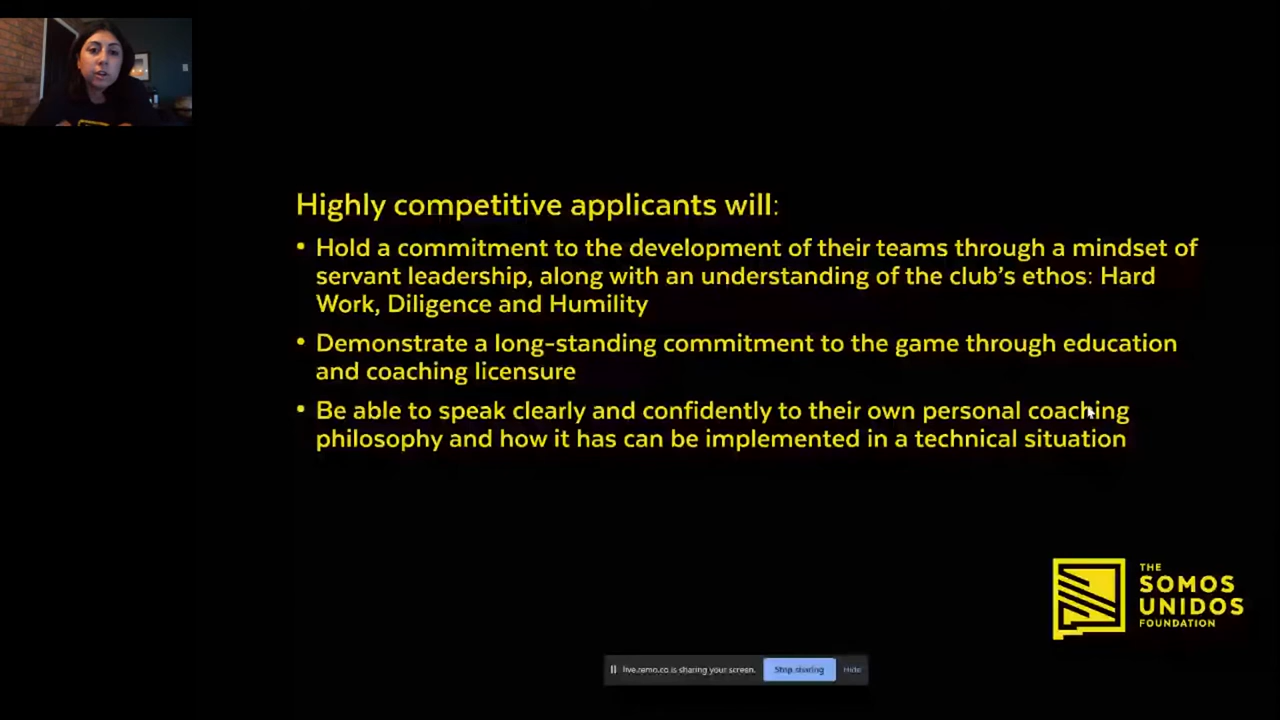 Highly competitive applicants will:
• Hold a commitment to the development of their teams through a mindset of
servant leadership, along with an understanding of the club's ethos: Hard
Work, Diligence and Humility
• Demonstrate a long-standing commitment to the game through education
and coaching licensure
• Be able to speak clearly and confidently to their own personal coaching
philosophy and how it has can be implemented in a technical situation
THE
SOMOS
UNIDOS
FOUNDATION
live.remo.co is sharing your screen. Stop sharing Hide